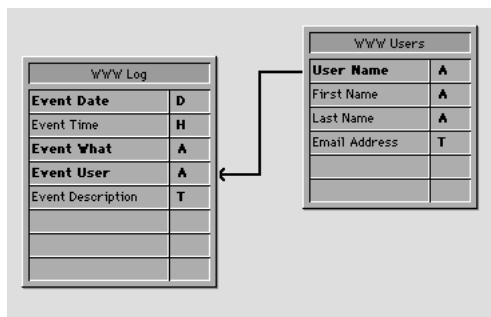 WWW Log
Event Date D
Event Time H
Event What A
Event User A
Event Description T
WWW Users
User Name A
First Name A
Last Name A
Email Address T